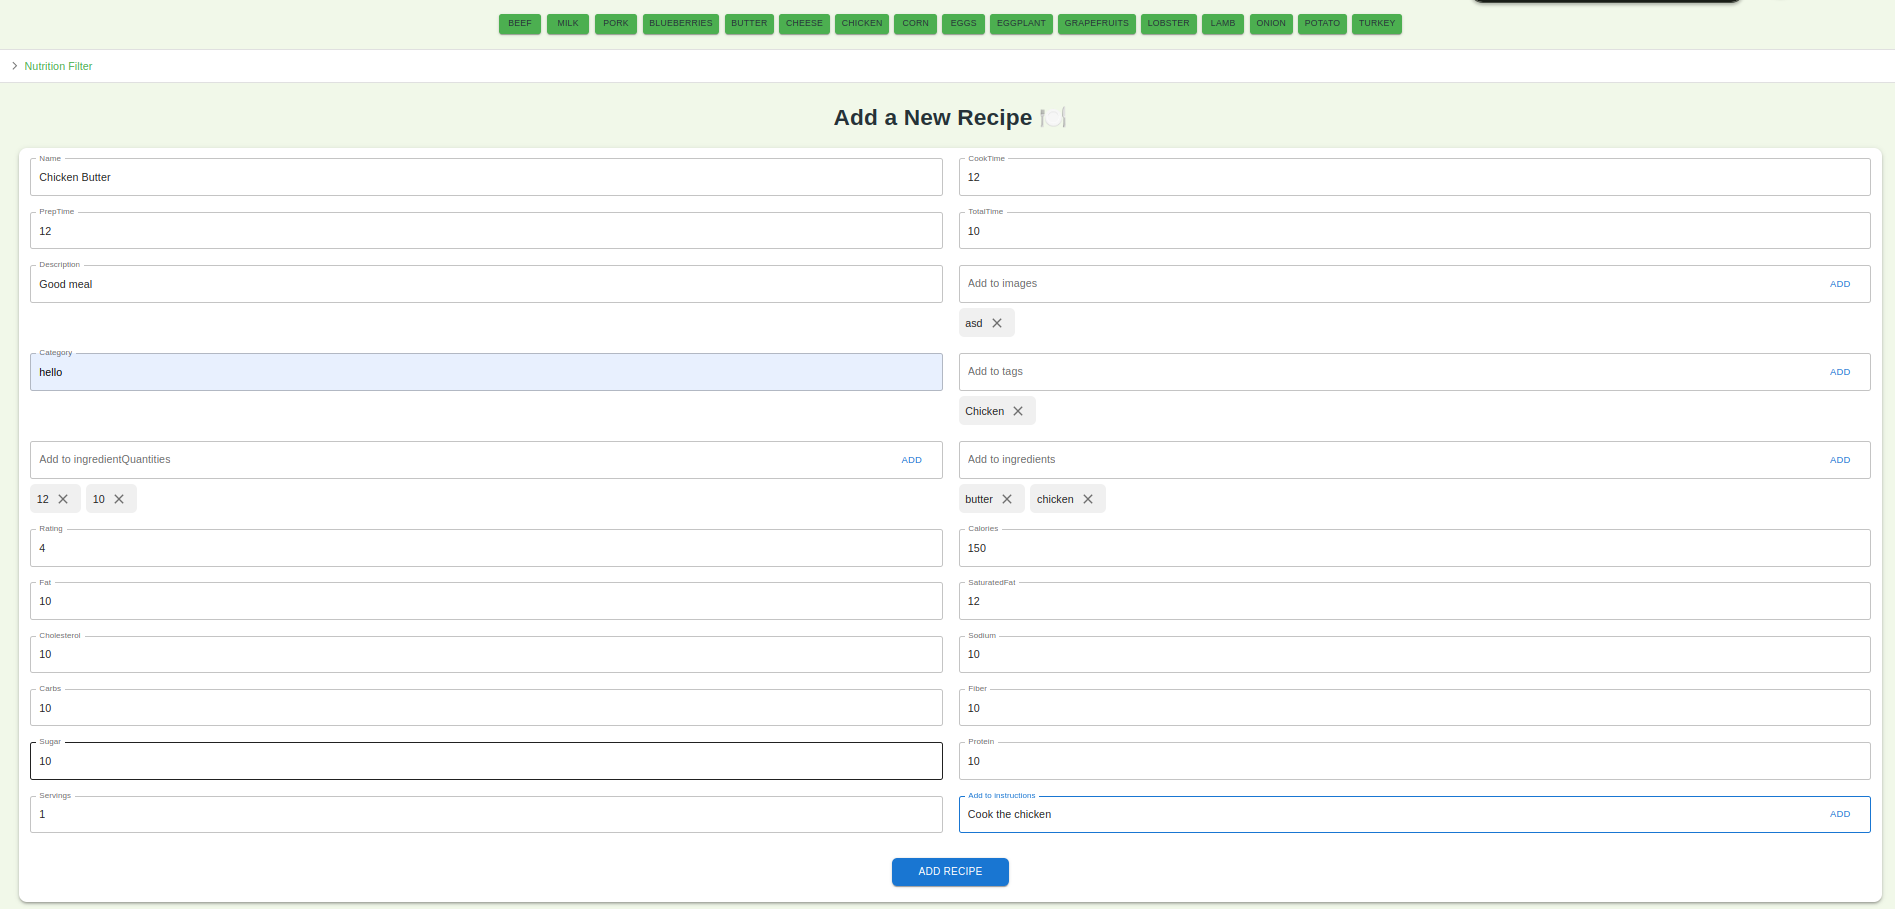 BEEF MILK PORK BLUEBERRIES BUTTER CHEESE CHICKEN CORN EGGS EGGPLANT GRAPEFRUITS LOBSTER LAMB ONION POTATO TURKEY
Nutrition Filter
Add a New Recipe 🍽️
Name CookTime
Chicken Butter 12
PrepTime TotalTime
12 10
Description
Good meal Add to images ADD
asd
Category
hello Add to tags ADD
Chicken
Add to ingredientQuantities ADD Add to ingredients ADD
12 10 butter chicken
Rating Calories
4 150
Fat SaturatedFat
10 12
Cholesterol Sodium
10 10
Carbs Fiber
10 10
Sugar Protein
10 10
Servings Add to instructions
1 Cook the chicken ADD
ADD RECIPE